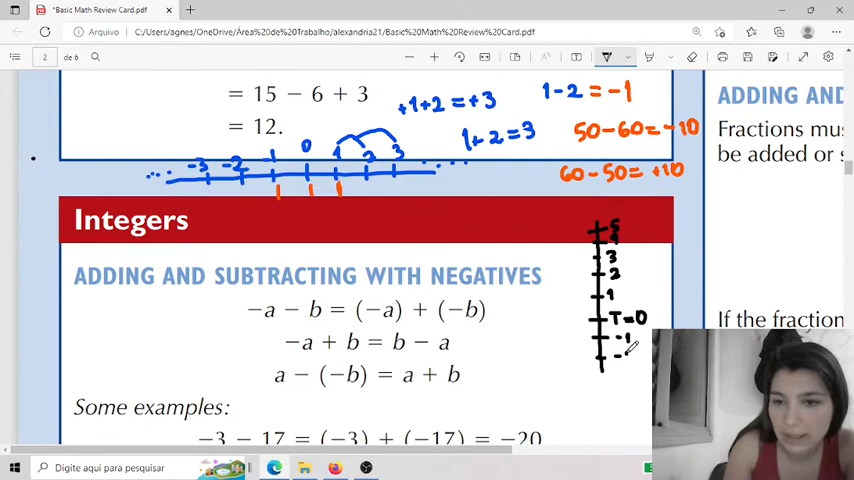 *Basic Math Review Card.pdf
Arquivo
C:/Users/agnes/OneDrive/Área%20de%20Trabalho/alexandria21/Basic%20Math%20Review%20Card.pdf
2
de 6
= 15 − 6 + 3
= 12.
+1+2=+3
1+2=3
1-2=-1
50-60=-10
60-50=+10
... -3 -2 -1 0 1 2 3 ....
Integers
ADDING AND SUBTRACTING WITH NEGATIVES
−a − b = (−a) + (−b)
−a + b = b − a
a − (−b) = a + b
Some examples:
−3 − 17 = (−3) + (−17) = −20
5
4
3
2
1
T=0
-1
-
ADDING AND
Fractions mus
be added or s
If the fraction
Digite aqui para pesquisar